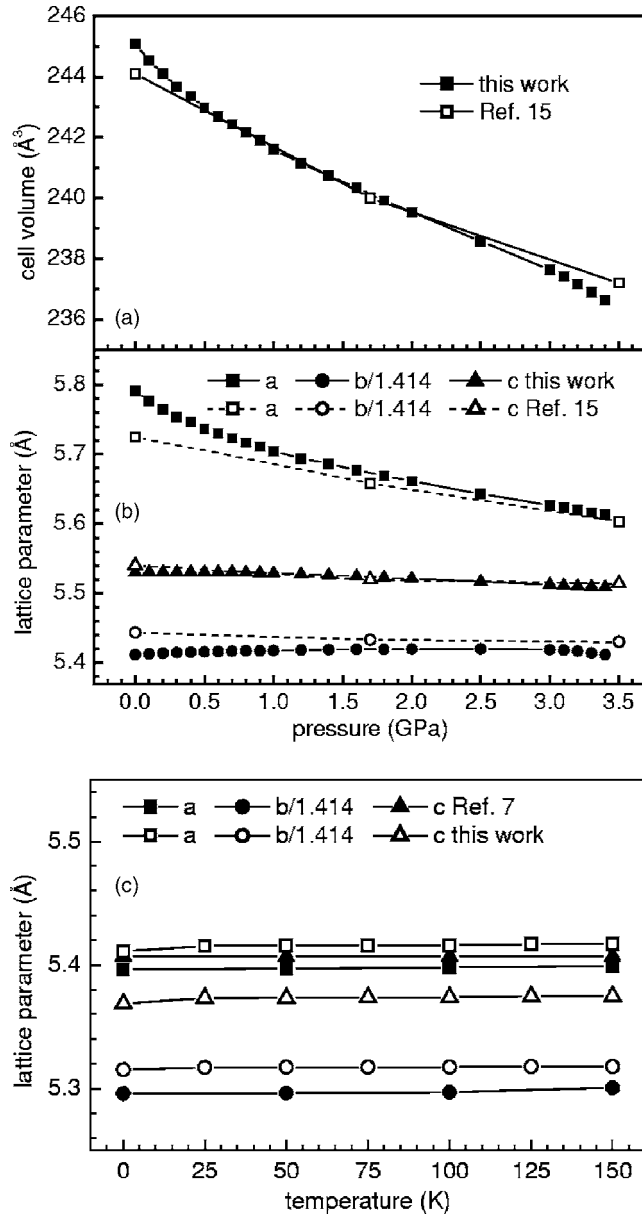 246
244
242
240
238
236
cell volume (Å³)
this work
Ref. 15
(a)
5.8
5.7
5.6
5.5
5.4
lattice parameter (Å)
a b/1.414 c this work
a b/1.414 c Ref. 15
(b)
0.0 0.5 1.0 1.5 2.0 2.5 3.0 3.5
pressure (GPa)
5.5
5.4
5.3
lattice parameter (Å)
a b/1.414 c Ref. 7
a b/1.414 c this work
(c)
0 25 50 75 100 125 150
temperature (K)